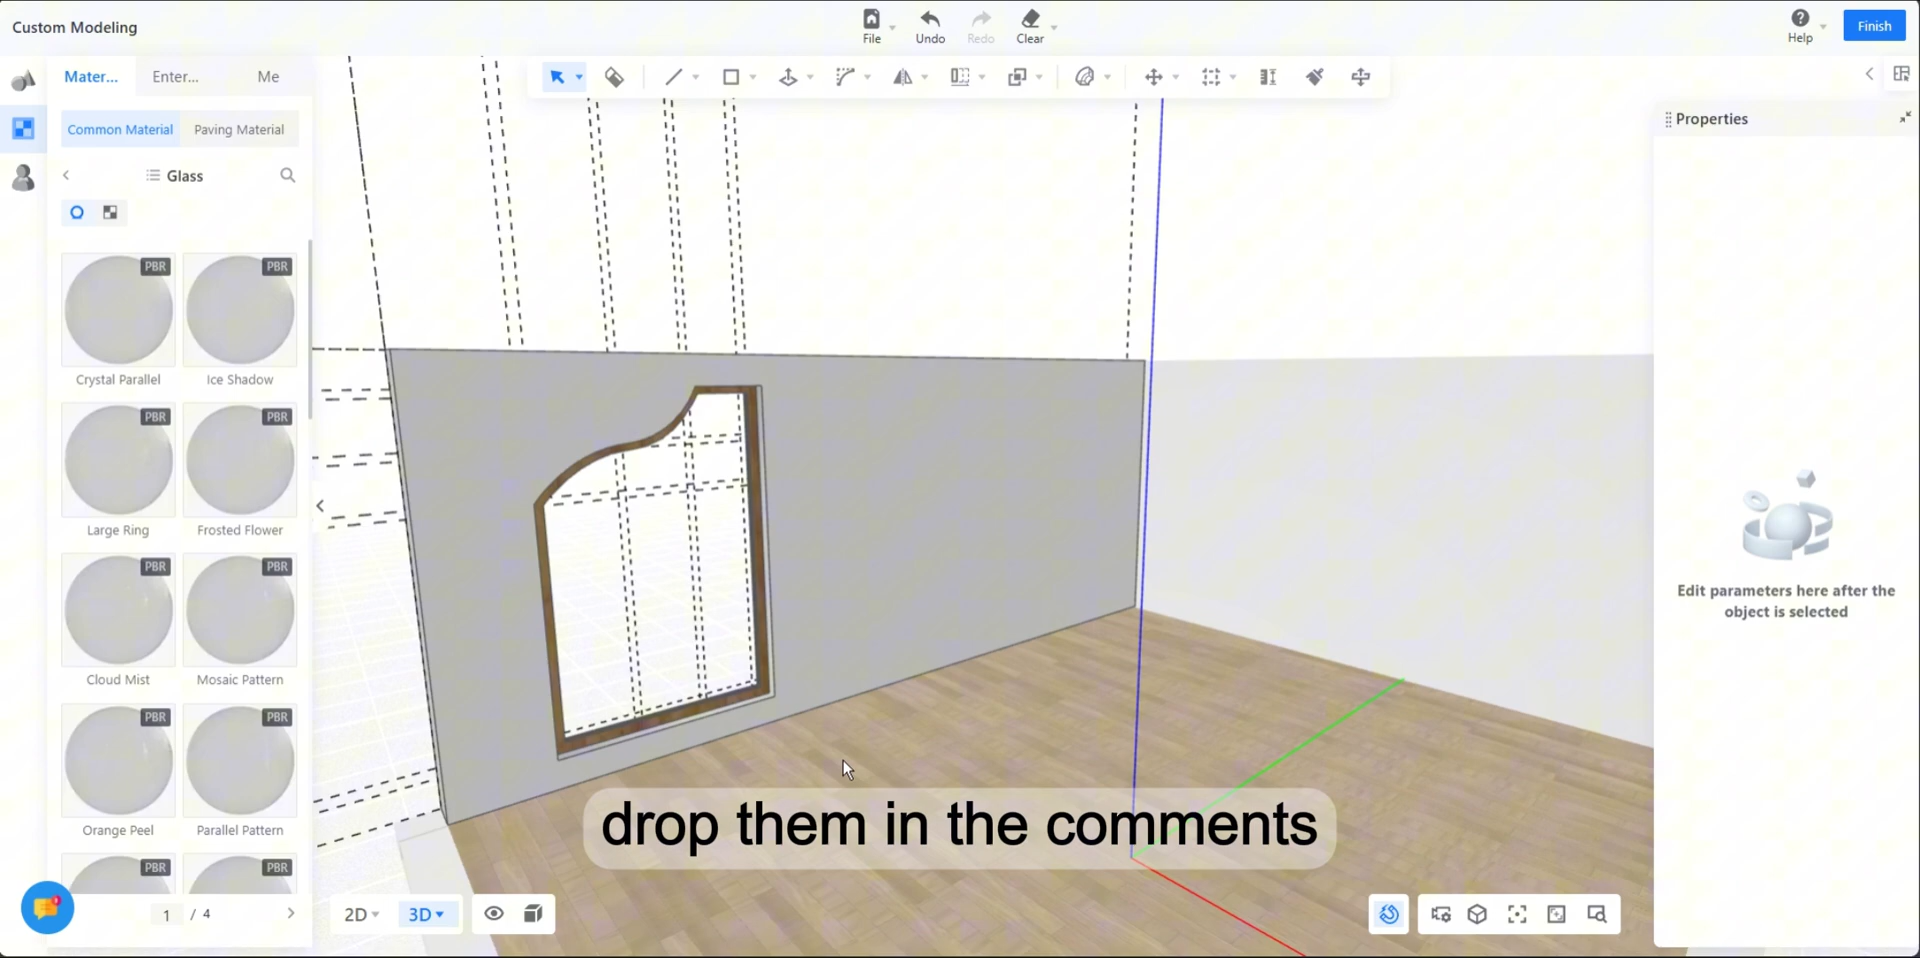 Custom Modeling
File
Undo
Redo
Clear
Help
Finish
Mater...
Enter...
Me
Common Material
Paving Material
Glass
PBR
PBR
Crystal Parallel
Ice Shadow
PBR
PBR
Large Ring
Frosted Flower
PBR
PBR
Cloud Mist
Mosaic Pattern
PBR
PBR
Orange Peel
Parallel Pattern
PBR
PBR
1 / 4
2D
3D
Properties
Edit parameters here after the
object is selected
drop them in the comments